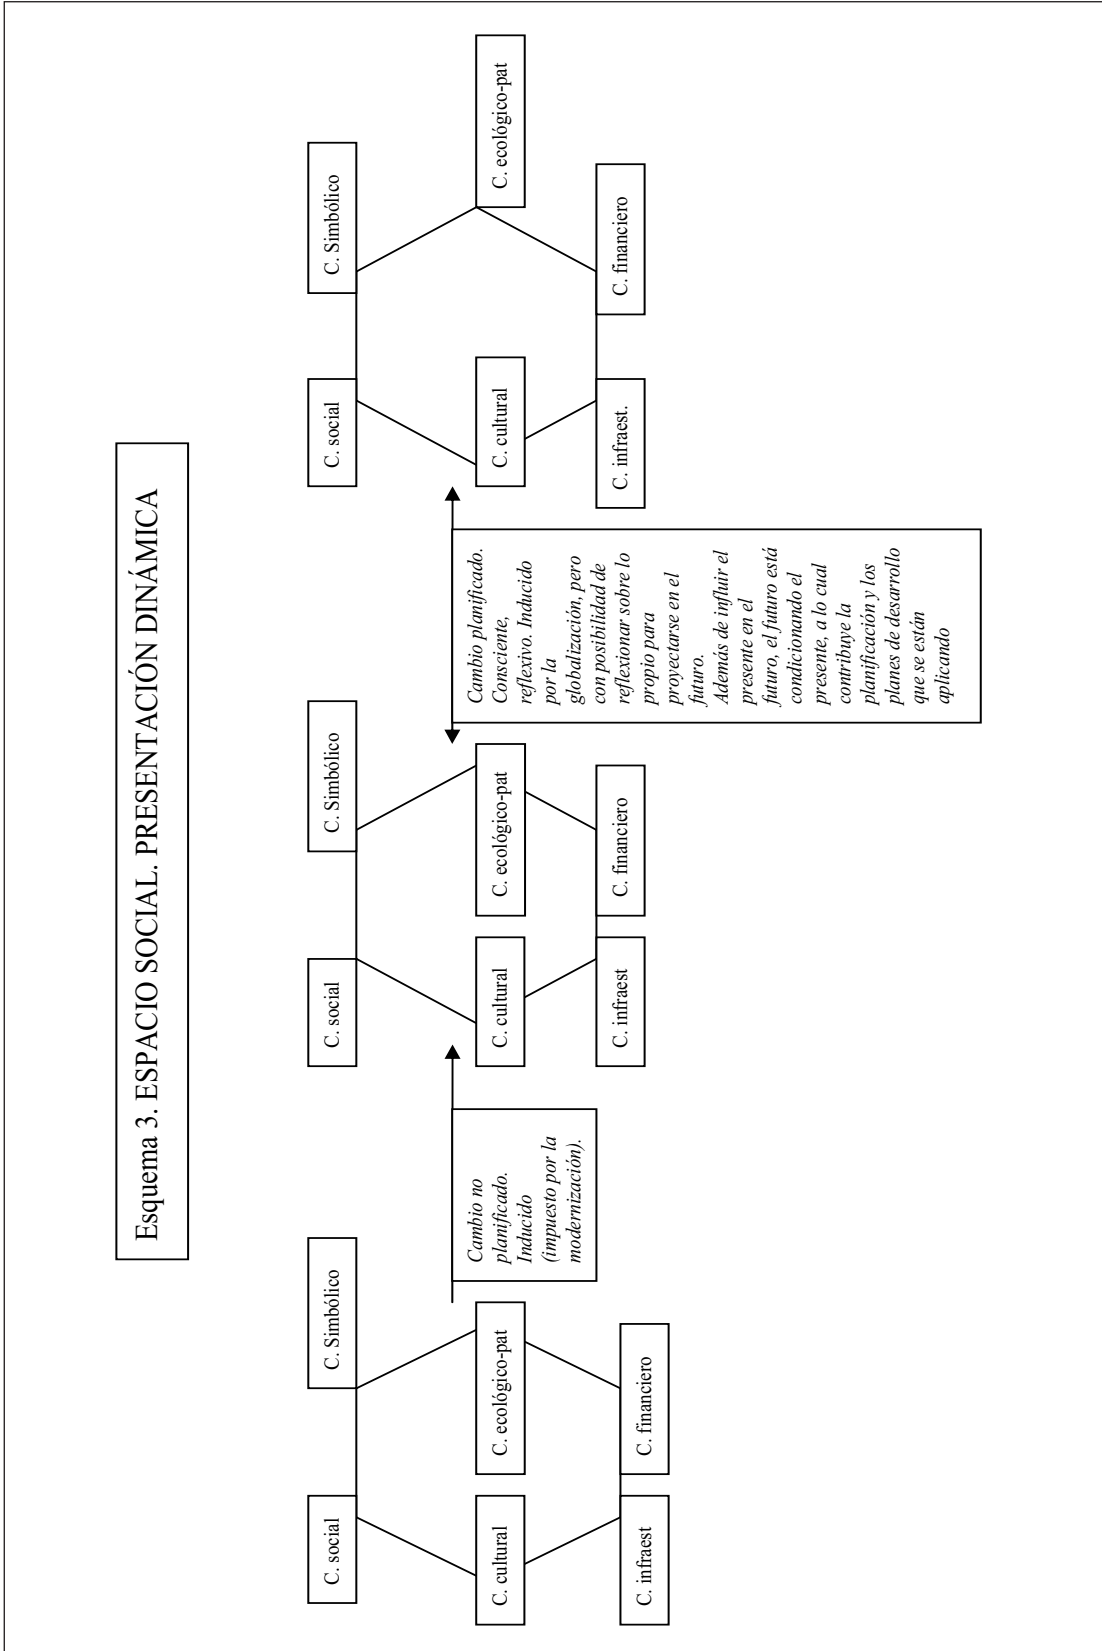 Esquema 3. ESPACIO SOCIAL. PRESENTACIÓN DINÁMICA
C. social
C. Simbólico
C. cultural
C. ecológico-pat
C. infraest
C. financiero
Cambio no
planificado.
Inducido
(impuesto por la
modernización).
C. social
C. Simbólico
C. cultural
C. ecológico-pat
C. infraest
C. financiero
Cambio planificado.
Consciente,
reflexivo. Inducido
por la
globalización, pero
con posibilidad de
reflexionar sobre lo
propio para
proyectarse en el
futuro.
Además de influir el
presente en el
futuro, el futuro está
condicionando el
presente, a lo cual
contribuye la
planificación y los
planes de desarrollo
que se están
aplicando
C. social
C. Simbólico
C. cultural
C. ecológico-pat
C. infraest.
C. financiero